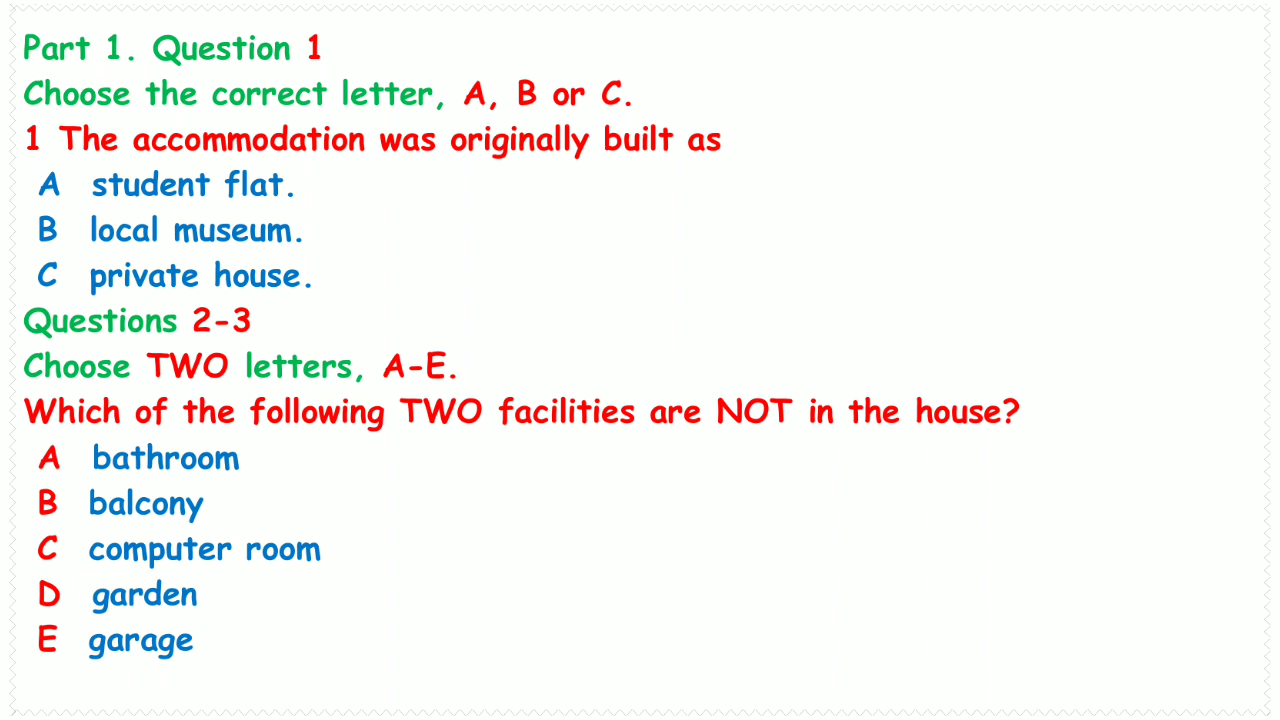 Part 1. Question 1
Choose the correct letter, A, B or C.
1 The accommodation was originally built as
A student flat.
B local museum.
C private house.
Questions 2-3
Choose TWO letters, A-E.
Which of the following TWO facilities are NOT in the house?
A bathroom
B balcony
C computer room
D garden
E garage